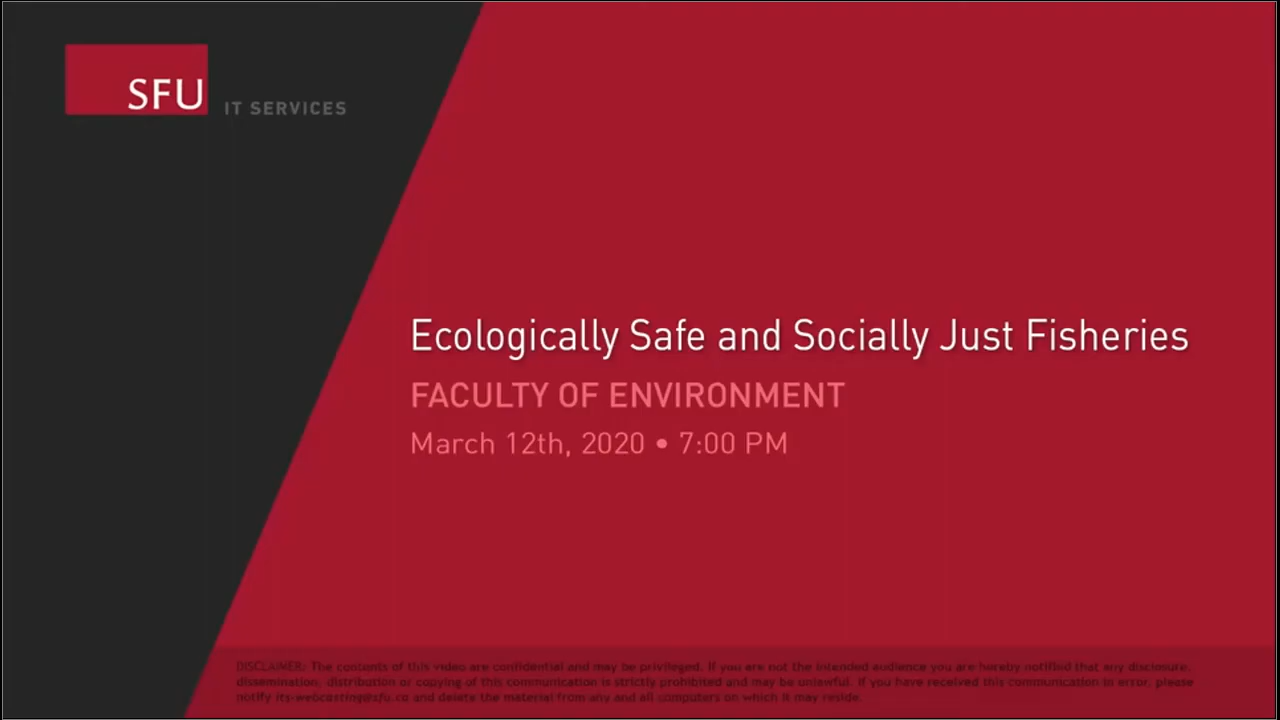 SFU
IT SERVICES
Ecologically Safe and Socially Just Fisheries
FACULTY OF ENVIRONMENT
March 12th, 2020 • 7:00 PM
DISCLAIMER: The contents of this video are confidential and may be privileged. If you are not the intended audience you are hereby notified that any disclosure,
dissemination, distribution or copying of this communication is strictly prohibited and may be unlawful. If you have received this communication in error, please
notify its-webcasting@sfu.ca and delete the material from any and all computers on which it may reside.